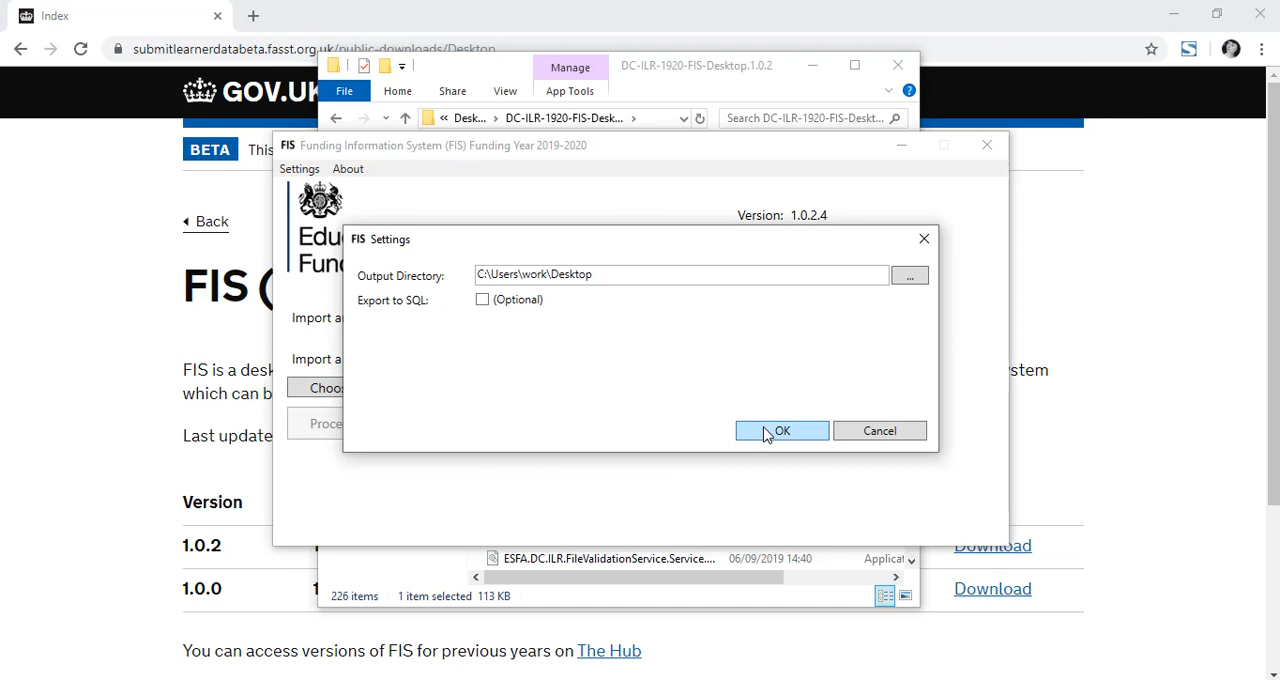 Index
submitlearnerdatabeta.fasst.org.uk/public-downloads/Desktop
GOV.UK
BETA This
Back
FIS (
FIS is a desk
stem
which can b
Last update
Version
1.0.2
1
Download
1.0.0
1
Download
You can access versions of FIS for previous years on The Hub
Manage
DC-ILR-1920-FIS-Desktop.1.0.2
File Home Share View App Tools
« Desk... › DC-ILR-1920-FIS-Desk... ›
Search DC-ILR-1920-FIS-Deskt...
ESFA.DC.ILR.FileValidationService.Service.... 06/09/2019 14:40 Applicat
226 items 1 item selected 113 KB
FIS Funding Information System (FIS) Funding Year 2019-2020
Settings About
Version: 1.0.2.4
Edu
Fun
Import a
Import a
Choos
Proce
FIS Settings
Output Directory: C:\Users\work\Desktop ...
Export to SQL: (Optional)
OK Cancel